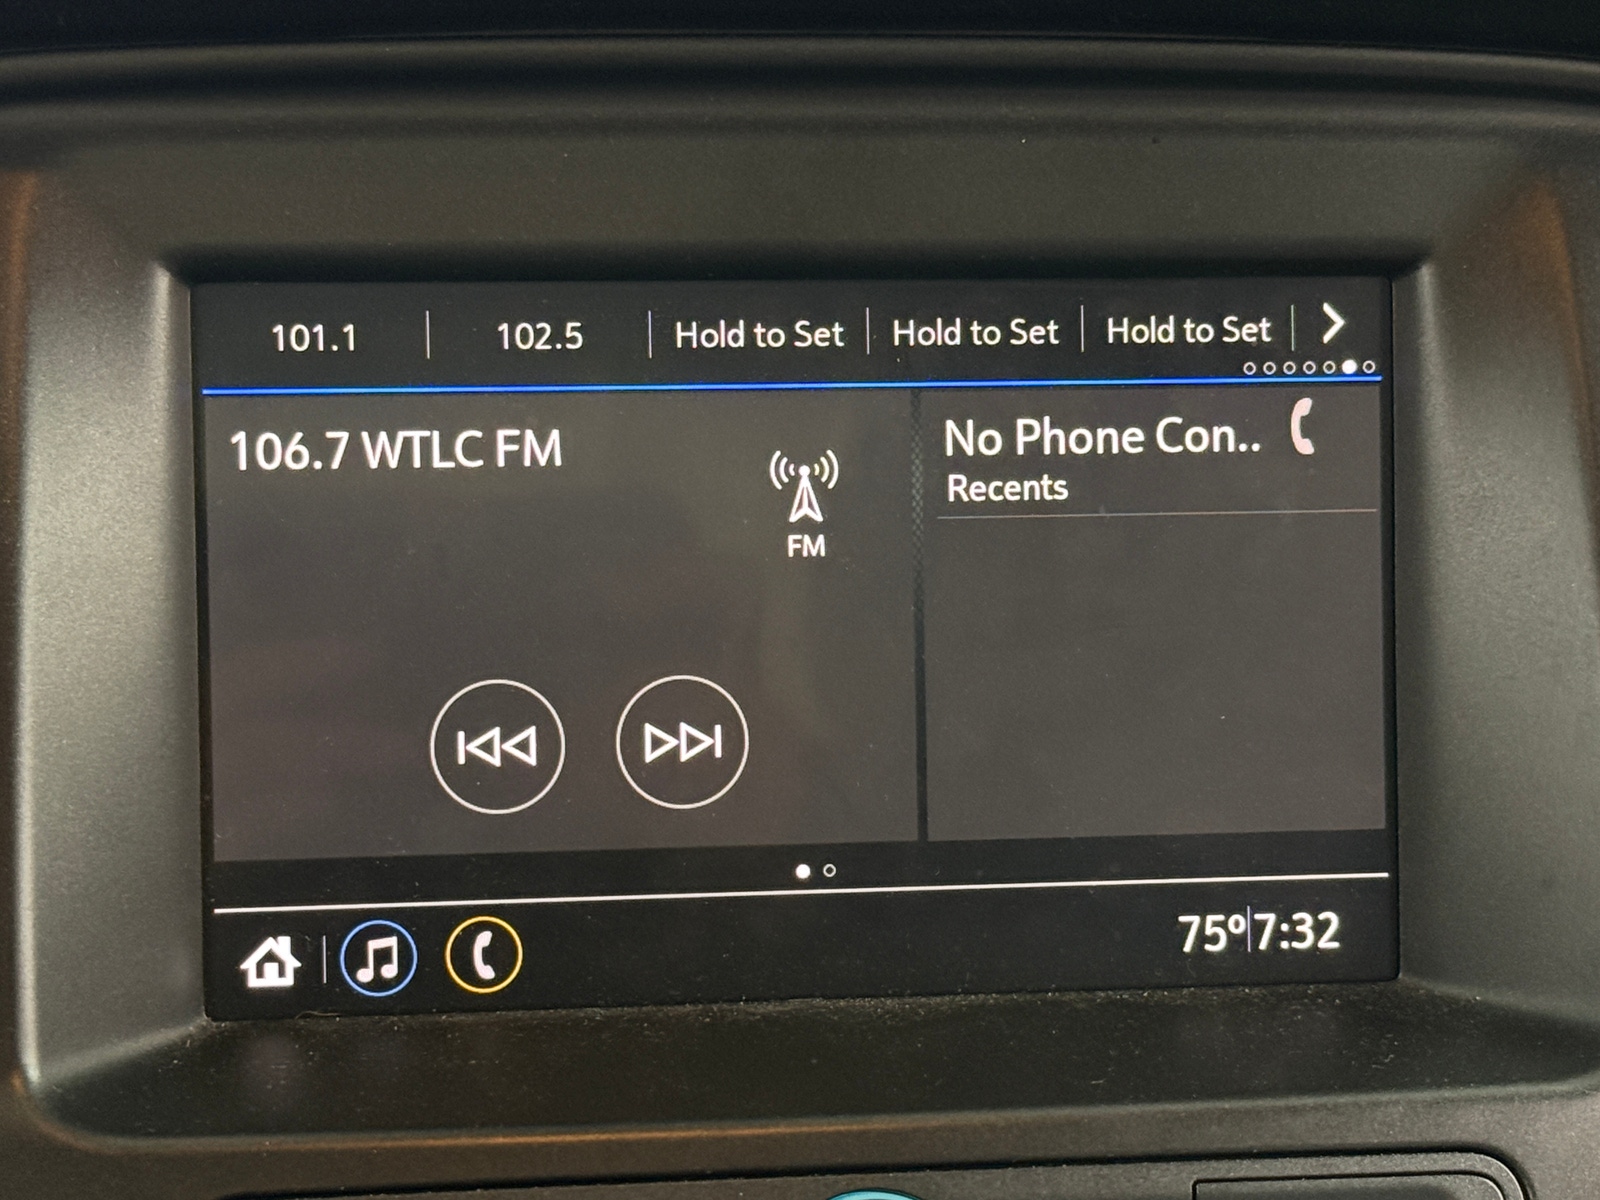 101.1 102.5 Hold to Set Hold to Set Hold to Set
106.7 WTLC FM
FM
No Phone Con..
Recents
75º 7:32